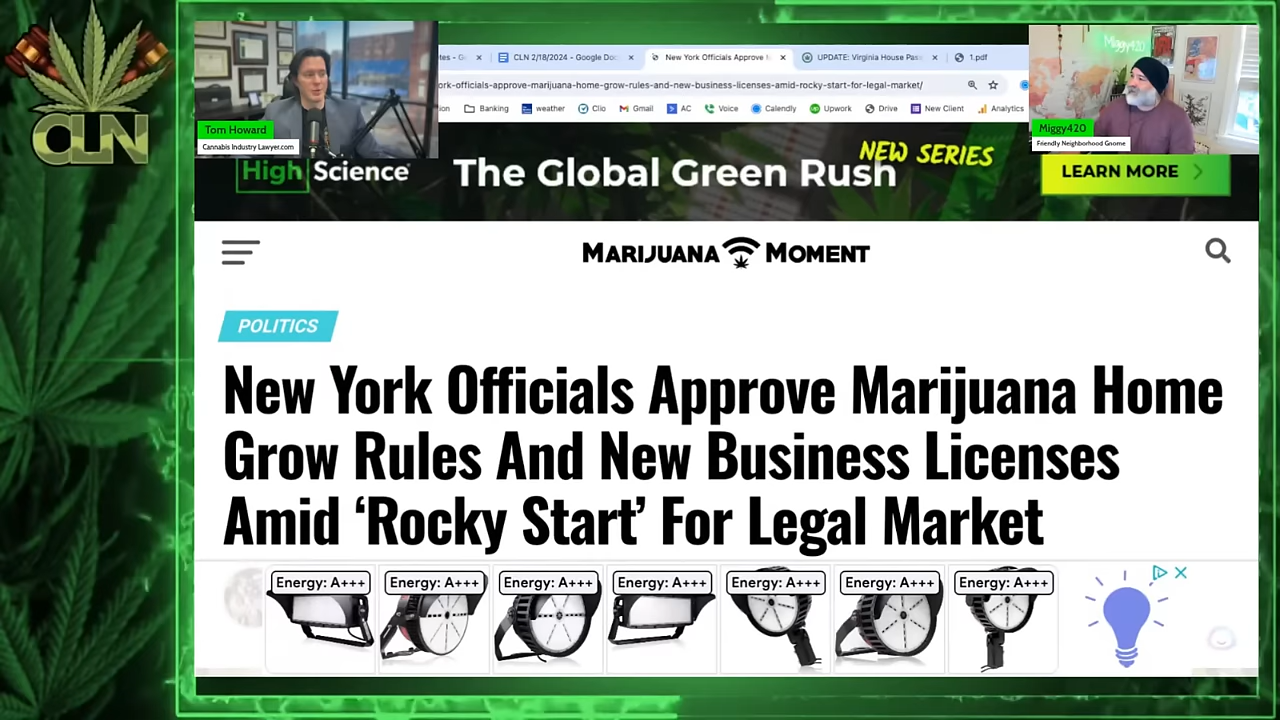 CLN
Tom Howard
Cannabis Industry Lawyer.com
Miggy420
Miggy420
Friendly Neighborhood Gnome
CLN 2/18/2024 - Google Doc
New York Officials Approve
UPDATE: Virginia House Pas
1.pdf
ork-officials-approve-marijuana-home-grow-rules-and-new-business-licenses-amid-rocky-start-for-legal-market/
Banking weather Clio Gmail AC Voice Calendly Upwork Drive New Client Analytics
High Science
The Global Green Rush
NEW SERIES
LEARN MORE
MARIJUANA MOMENT
POLITICS
New York Officials Approve Marijuana Home
Grow Rules And New Business Licenses
Amid ‘Rocky Start’ For Legal Market
Energy: A+++ Energy: A+++ Energy: A+++ Energy: A+++ Energy: A+++ Energy: A+++ Energy: A+++